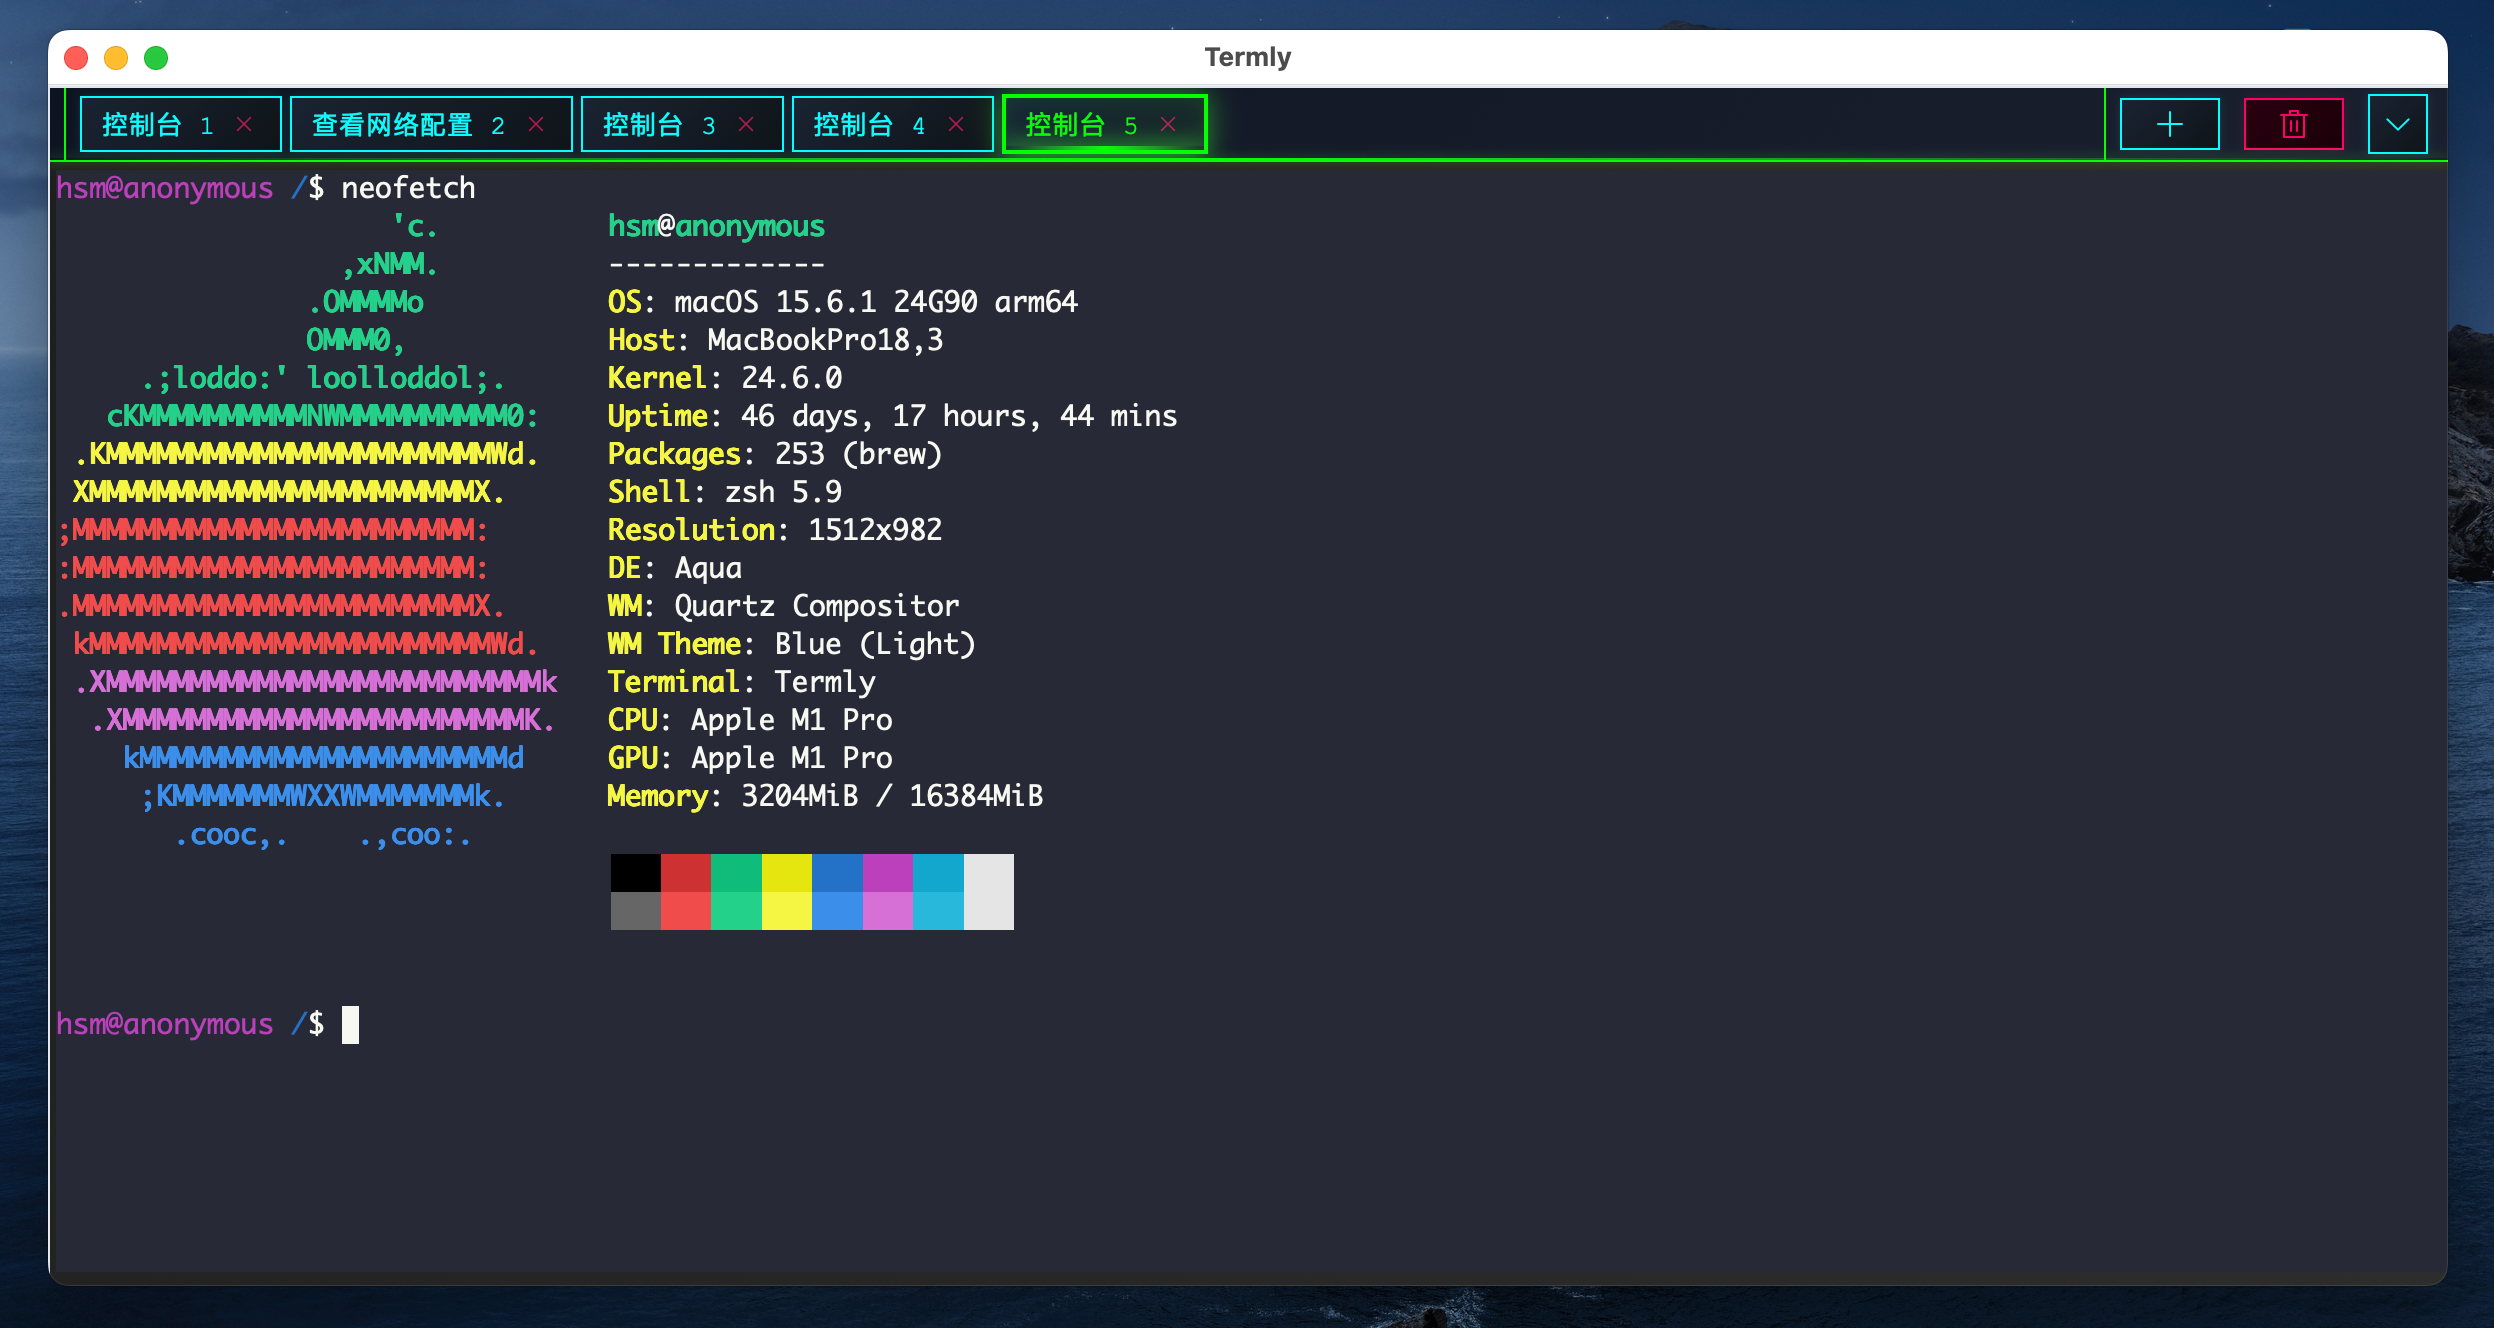 Termly
控制台 1 × 查看网络配置 2 × 控制台 3 × 控制台 4 × 控制台 5 ×
hsm@anonymous /$ neofetch
                    'c.          hsm@anonymous
                 ,xNMM.          -------------
               .OMMMMo           OS: macOS 15.6.1 24G90 arm64
               OMMM0,            Host: MacBookPro18,3
     .;loddo:' loolloddol;.      Kernel: 24.6.0
   cKMMMMMMMMMMNWMMMMMMMMMM0:    Uptime: 46 days, 17 hours, 44 mins
 .KMMMMMMMMMMMMMMMMMMMMMMMWd.    Packages: 253 (brew)
 XMMMMMMMMMMMMMMMMMMMMMMMX.      Shell: zsh 5.9
;MMMMMMMMMMMMMMMMMMMMMMMM:       Resolution: 1512x982
:MMMMMMMMMMMMMMMMMMMMMMMM:       DE: Aqua
.MMMMMMMMMMMMMMMMMMMMMMMMX.      WM: Quartz Compositor
 kMMMMMMMMMMMMMMMMMMMMMMMMWd.    WM Theme: Blue (Light)
 .XMMMMMMMMMMMMMMMMMMMMMMMMMMk   Terminal: Termly
  .XMMMMMMMMMMMMMMMMMMMMMMMMK.   CPU: Apple M1 Pro
    kMMMMMMMMMMMMMMMMMMMMMMd     GPU: Apple M1 Pro
     ;KMMMMMMMWXXWMMMMMMMk.      Memory: 3204MiB / 16384MiB
       .cooc,.    .,coo:.
hsm@anonymous /$